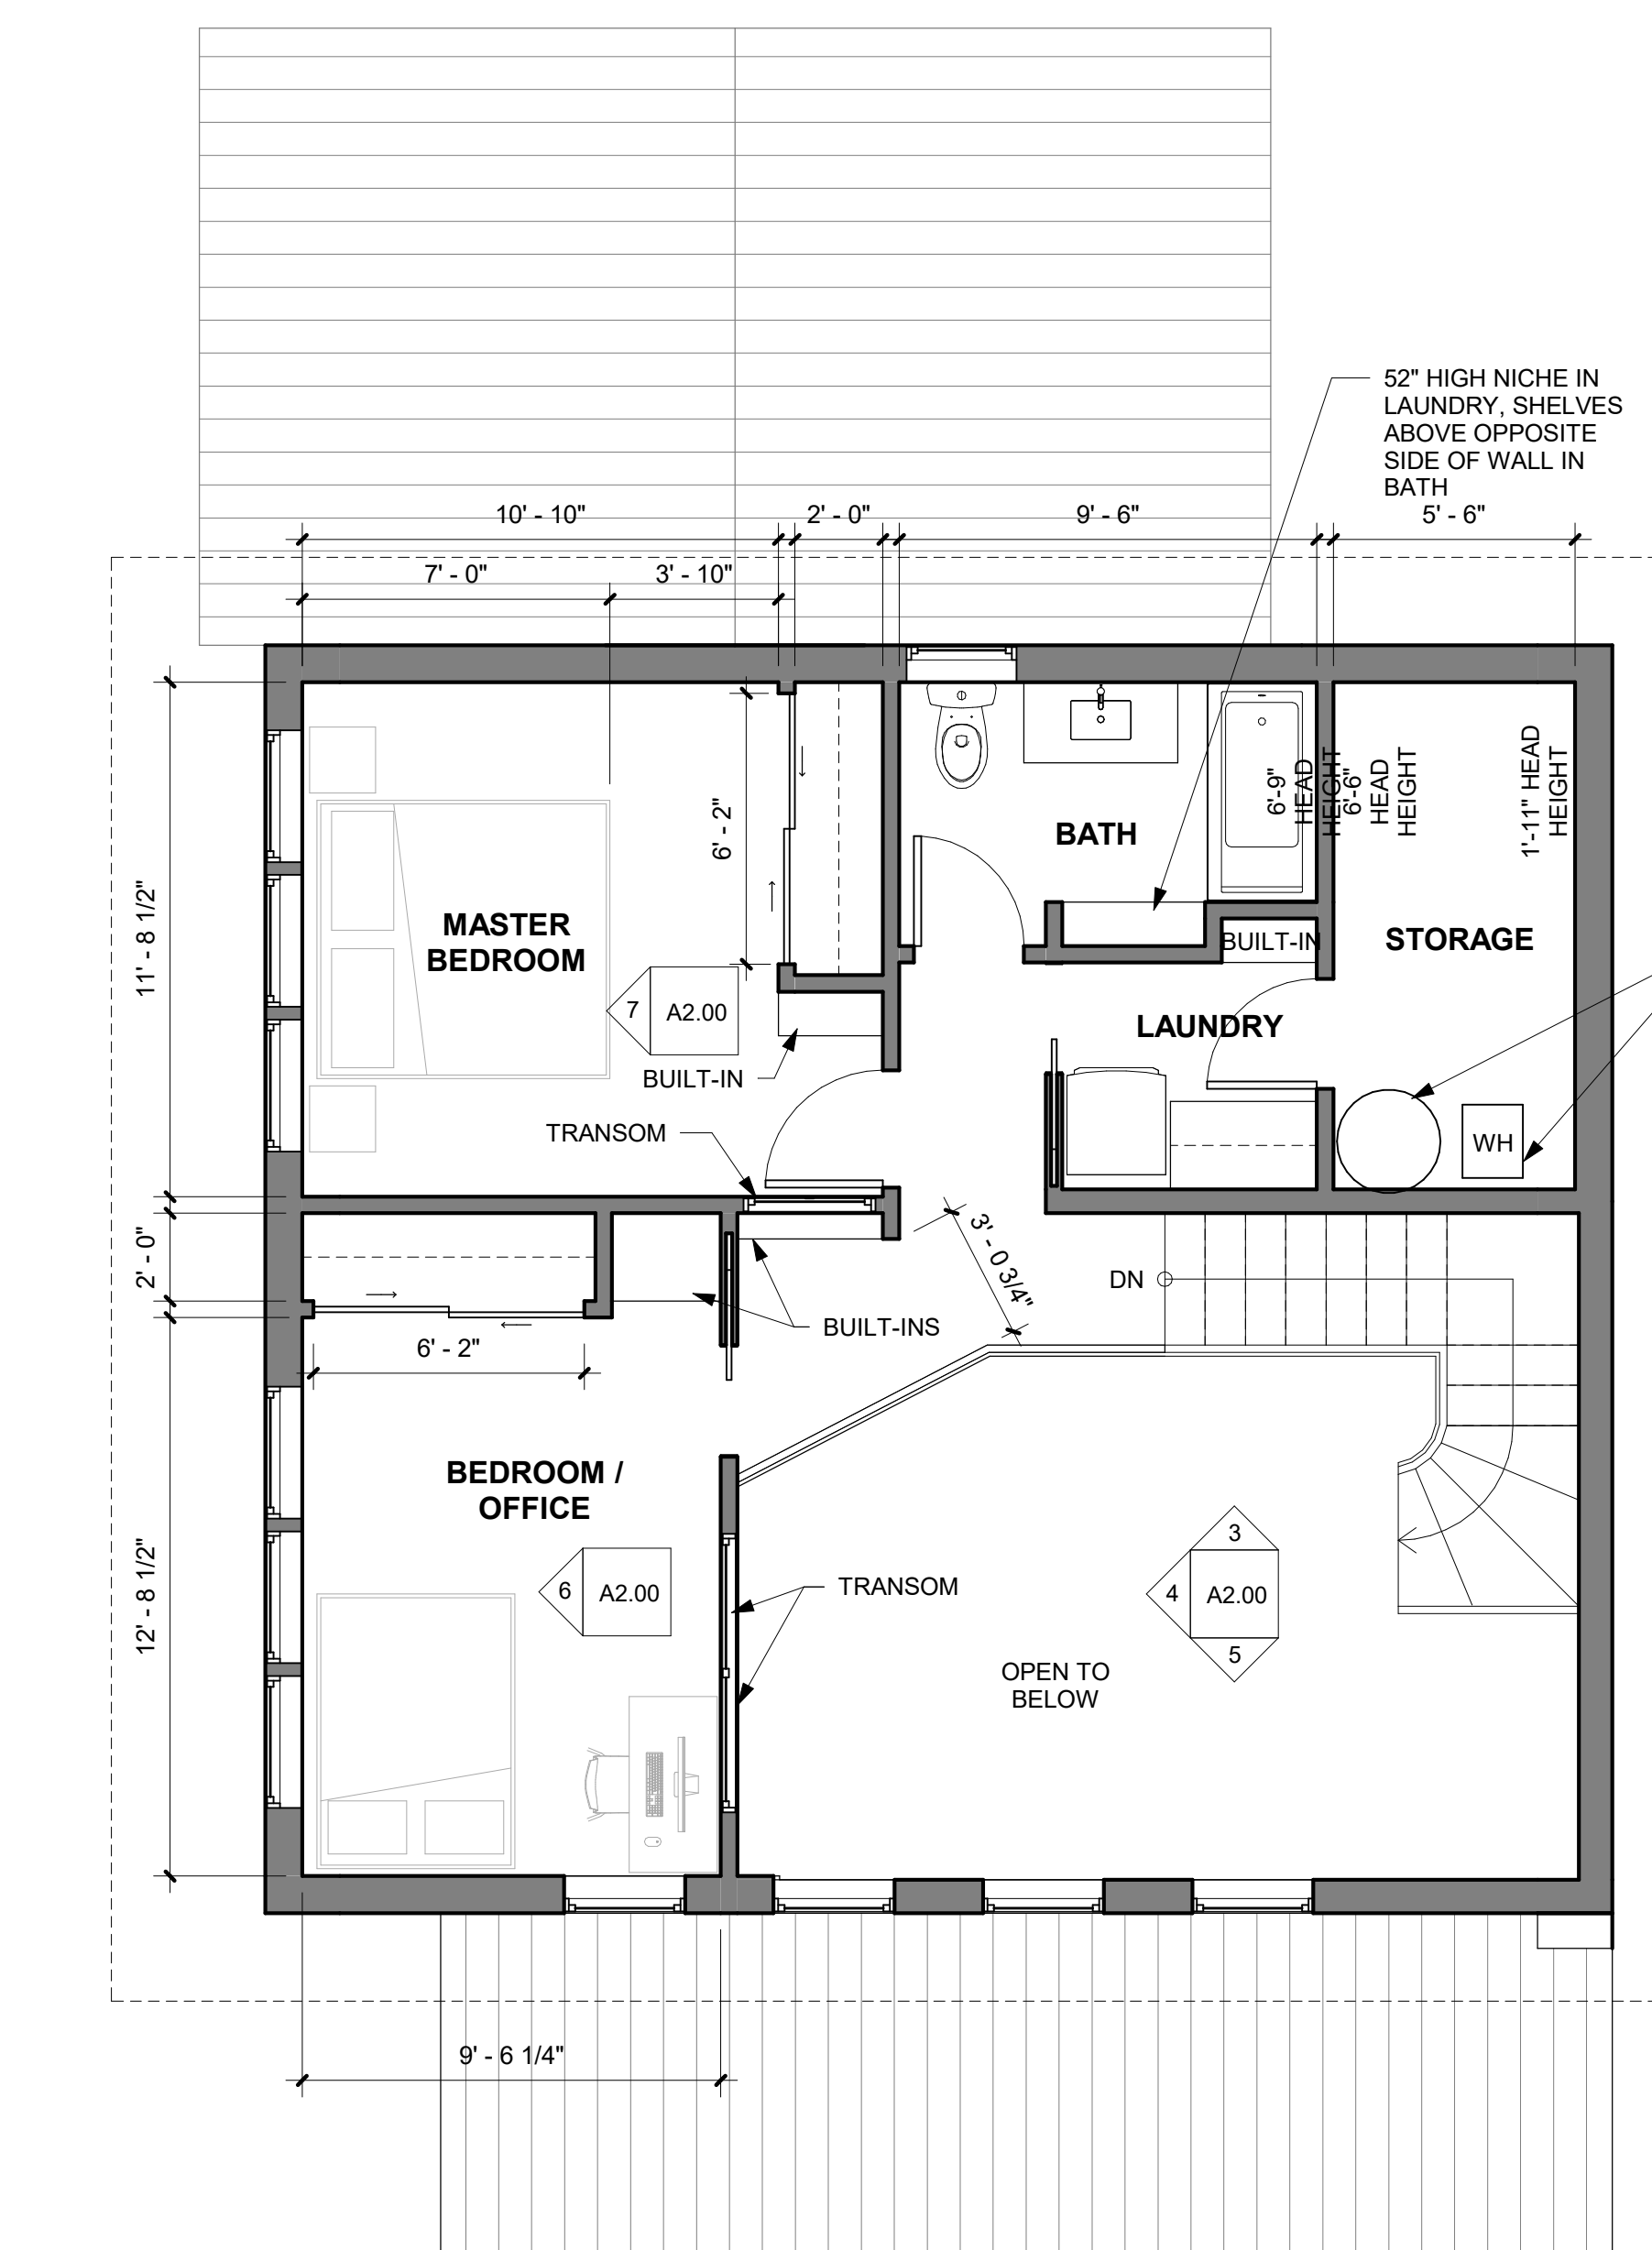 52" HIGH NICHE IN
LAUNDRY, SHELVES
ABOVE OPPOSITE
SIDE OF WALL IN
BATH
10' - 10"
2' - 0"
9' - 6"
5' - 6"
7' - 0"
3' - 10"
6' - 2"
11' - 8 1/2"
MASTER
BEDROOM
7
A2.00
BUILT-IN
TRANSOM
BATH
6'-9"
HEAD
HEIGHT
6'-6"
HEAD
HEIGHT
1'-11" HEAD
HEIGHT
BUILT-IN
STORAGE
LAUNDRY
WH
2' - 0"
3' - 0 3/4"
DN
BUILT-INS
6' - 2"
BEDROOM /
OFFICE
6
A2.00
12' - 8 1/2"
TRANSOM
3
4
A2.00
5
OPEN TO
BELOW
9' - 6 1/4"